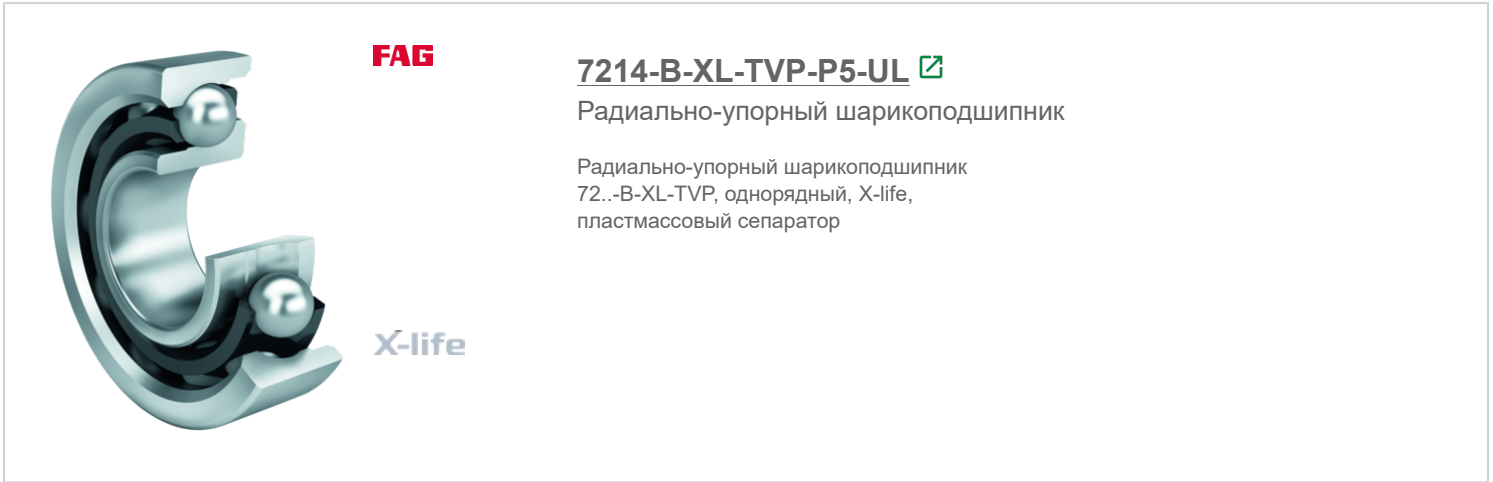 FAG
7214-B-XL-TVP-P5-UL
Радиально-упорный шарикоподшипник
Радиально-упорный шарикоподшипник
72..-B-XL-TVP, однорядный, X-life,
пластмассовый сепаратор
X-life